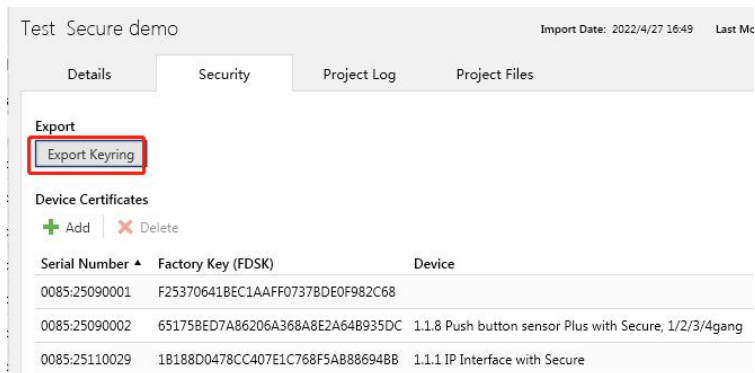 Test Secure demo Import Date: 2022/4/27 16:49 Last Mo
Details Security Project Log Project Files
Export
Export Keyring
Device Certificates
Add Delete
Serial Number Factory Key (FDSK) Device
0085:25090001 F25370641BEC1AAFF0737BDE0F982C68
0085:25090002 65175BED7A86206A368A8E2A64B935DC 1.1.8 Push button sensor Plus with Secure, 1/2/3/4gang
0085:25110029 1B188D0478CC407E1C768F5AB88694BB 1.1.1 IP Interface with Secure